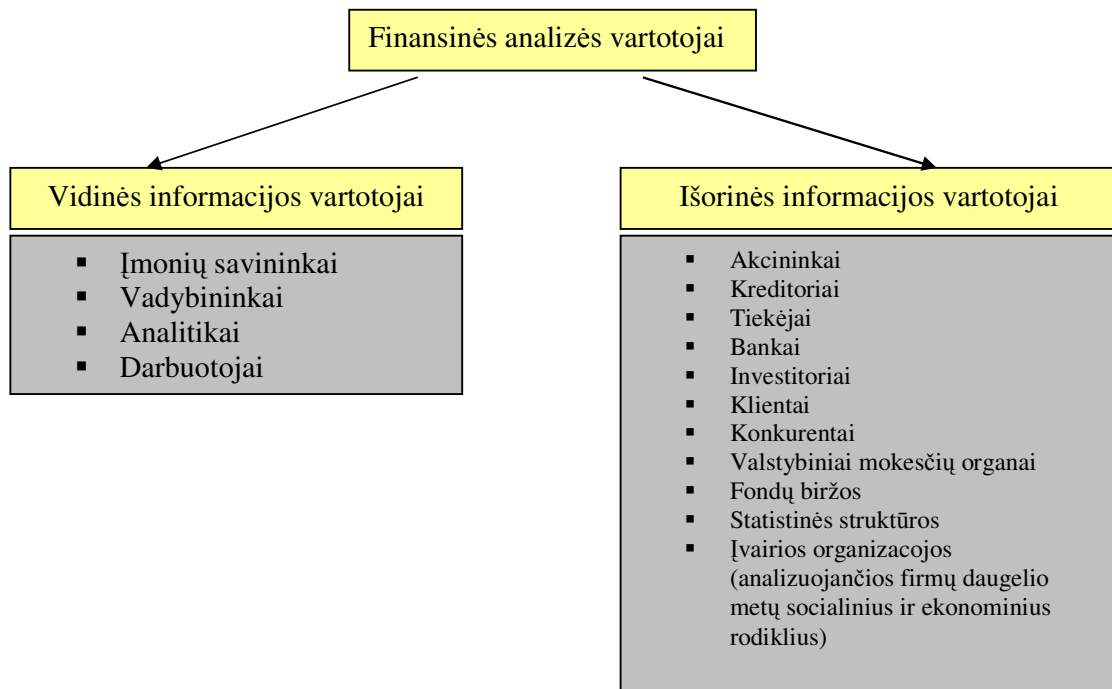 Finansinės analizės vartotojai
Vidinės informacijos vartotojai
▪ Įmonių savininkai
▪ Vadybininkai
▪ Analitikai
▪ Darbuotojai
Išorinės informacijos vartotojai
▪ Akcininkai
▪ Kreditoriai
▪ Tiekėjai
▪ Bankai
▪ Investitoriai
▪ Klientai
▪ Konkurentai
▪ Valstybiniai mokesčių organai
▪ Fondų biržos
▪ Statistinės struktūros
▪ Įvairios organizacojos
(analizuojančios firmų daugelio
metų socialinius ir ekonominius
rodiklius)